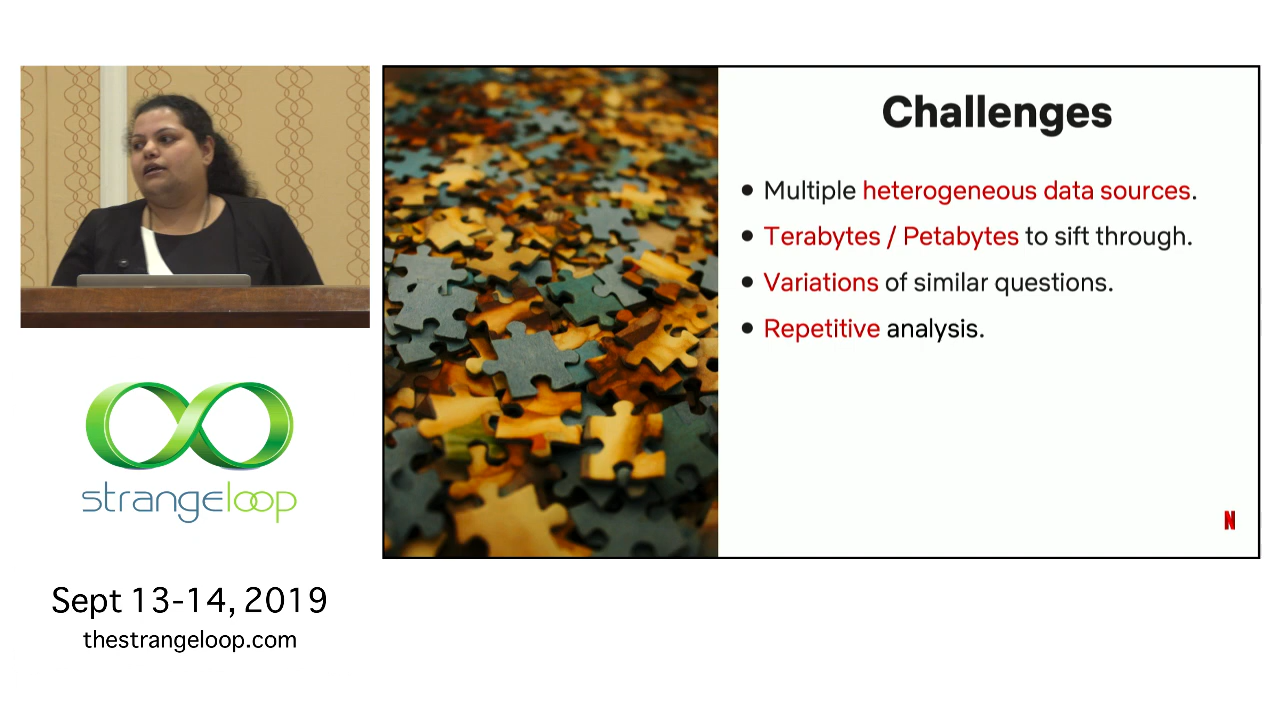 Challenges
• Multiple heterogeneous data sources.
• Terabytes / Petabytes to sift through.
• Variations of similar questions.
• Repetitive analysis.
N
strangeloop
Sept 13-14, 2019
thestrangeloop.com